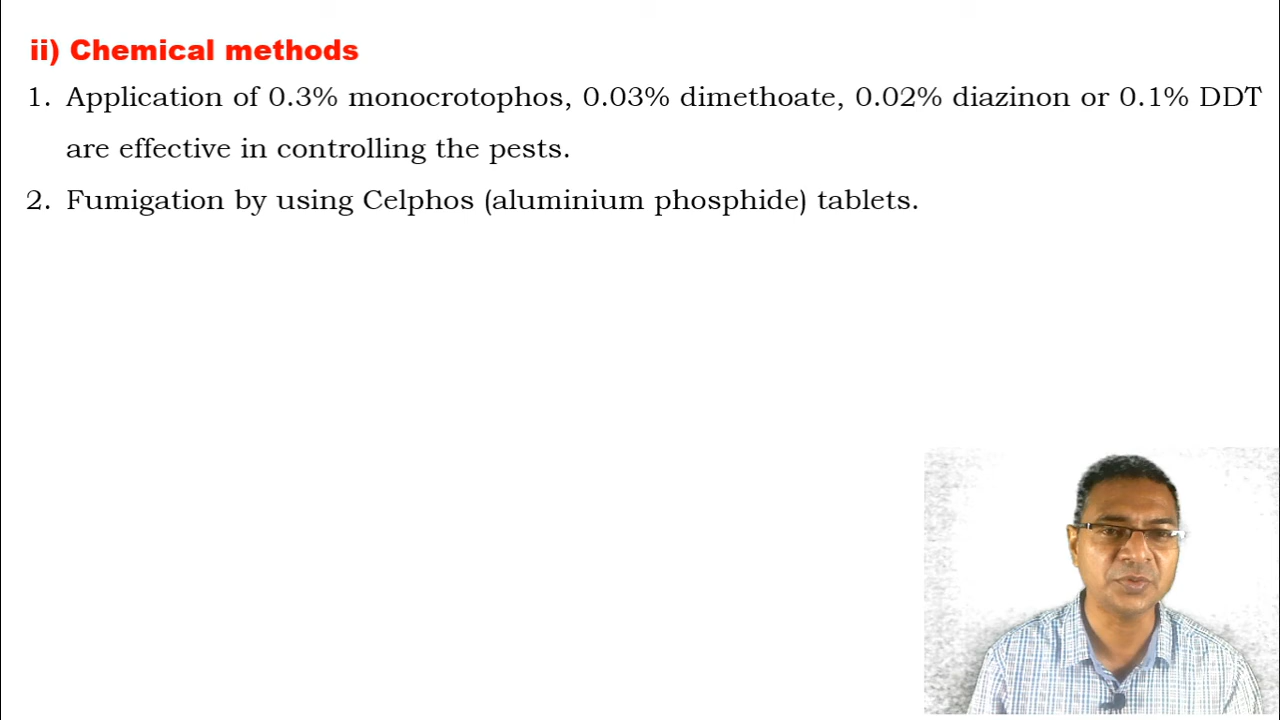 ii) Chemical methods
1. Application of 0.3% monocrotophos, 0.03% dimethoate, 0.02% diazinon or 0.1% DDT
are effective in controlling the pests.
2. Fumigation by using Celphos (aluminium phosphide) tablets.